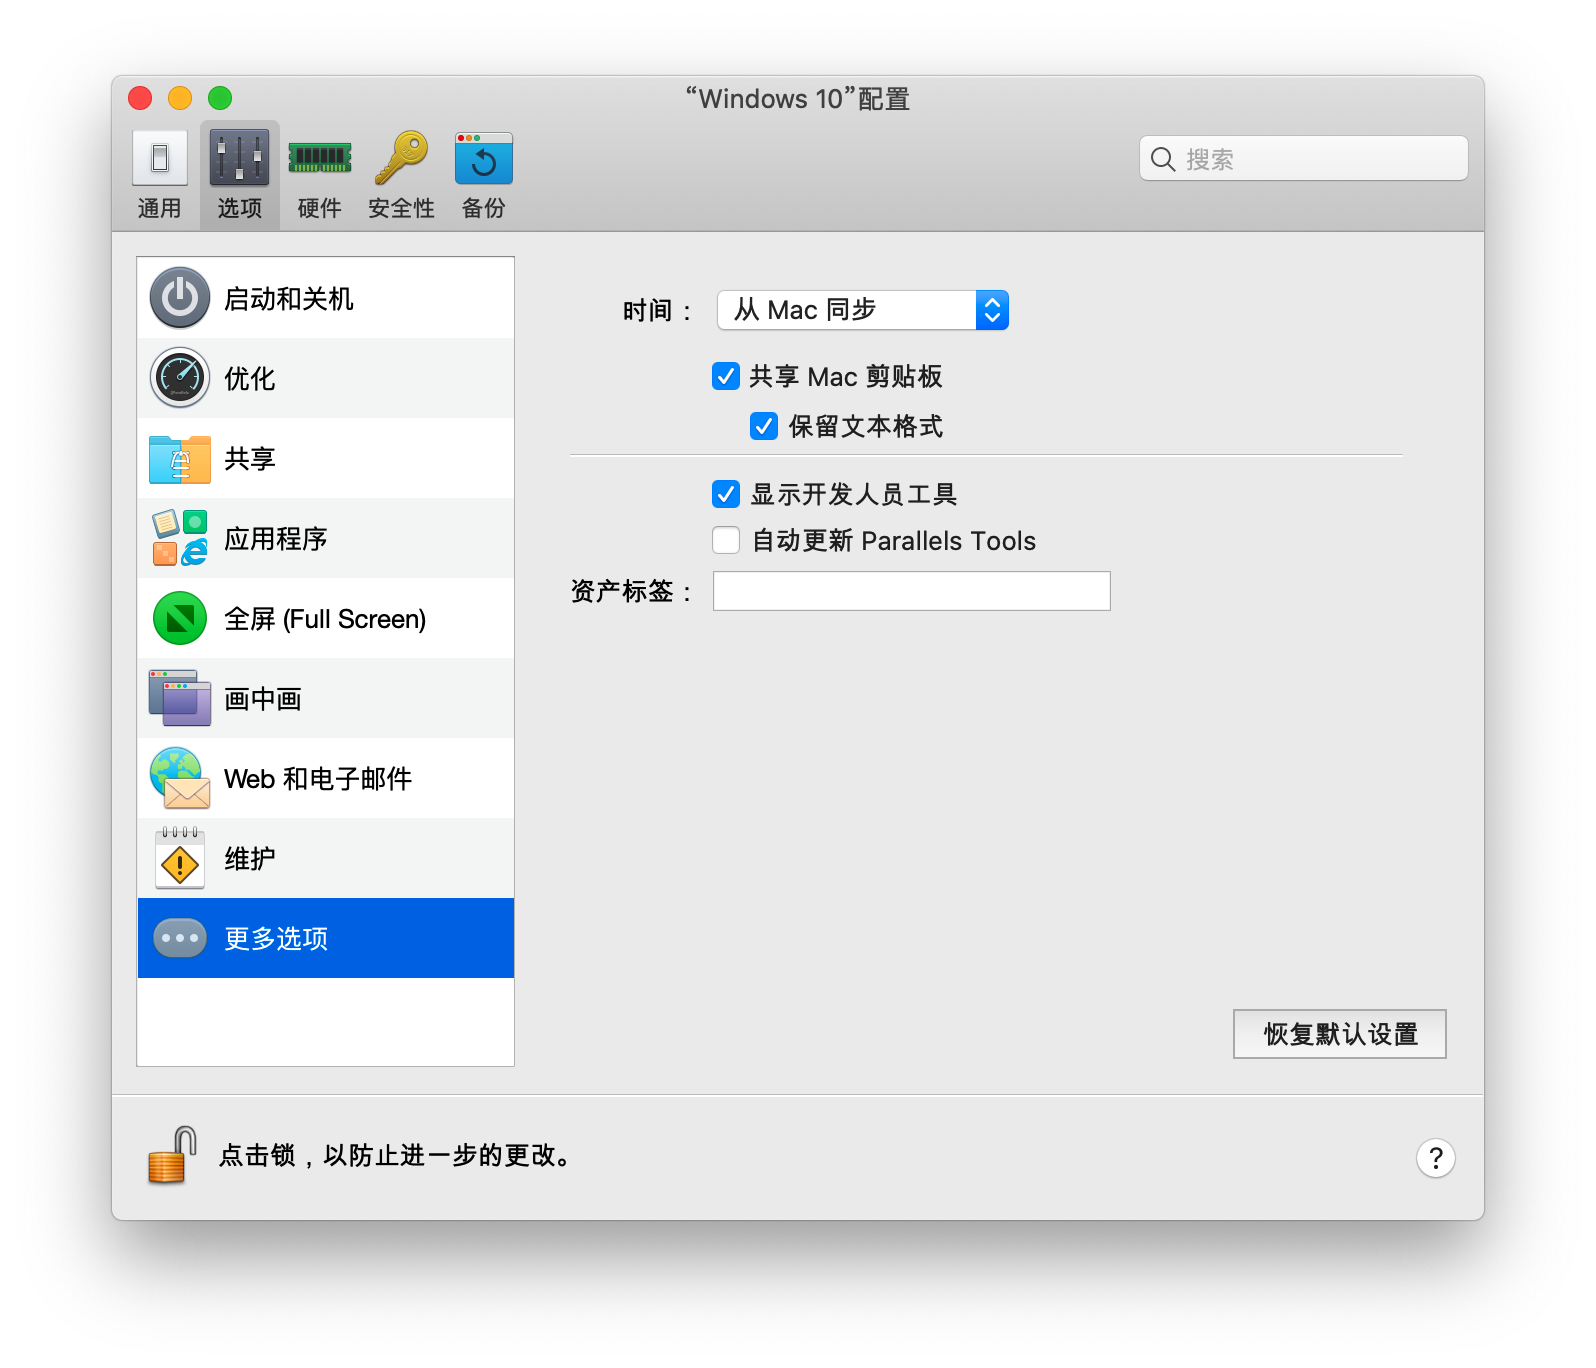 “Windows 10”配置
通用
选项
硬件
安全性
备份
搜索
启动和关机
优化
共享
应用程序
全屏 (Full Screen)
画中画
Web 和电子邮件
维护
更多选项
时间：
从 Mac 同步
共享 Mac 剪贴板
保留文本格式
显示开发人员工具
自动更新 Parallels Tools
资产标签：
恢复默认设置
点击锁，以防止进一步的更改。
?